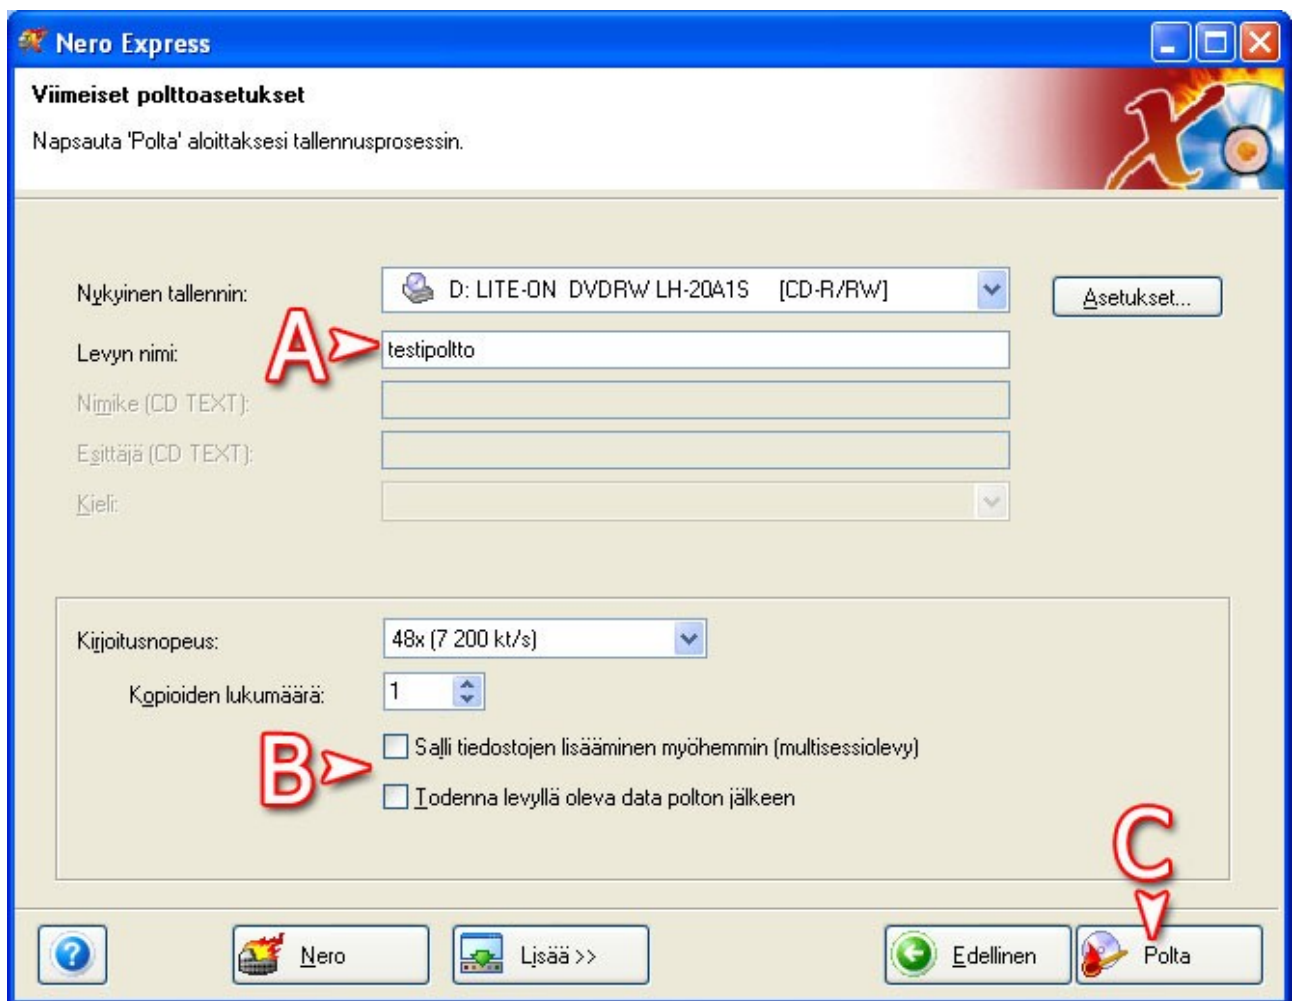 Nero Express
Viimeiset polttoasetukset
Napsauta 'Polta' aloittaksesi tallennusprosessin.
Nykyinen tallennin: D: LITE-ON DVDRW LH-20A1S [CD-R/RW] Asetukset...
Levyn nimi: A testipoltto
Nimike (CD TEXT):
Esittäjä (CD TEXT):
Kieli:
Kirjoitusnopeus: 48x (7 200 kt/s)
Kopioiden lukumäärä: 1
B
Salli tiedostojen lisääminen myöhemmin (multisessiolevy)
Todenna levyllä oleva data polton jälkeen
C
? Nero Lisää >> Edellinen Polta